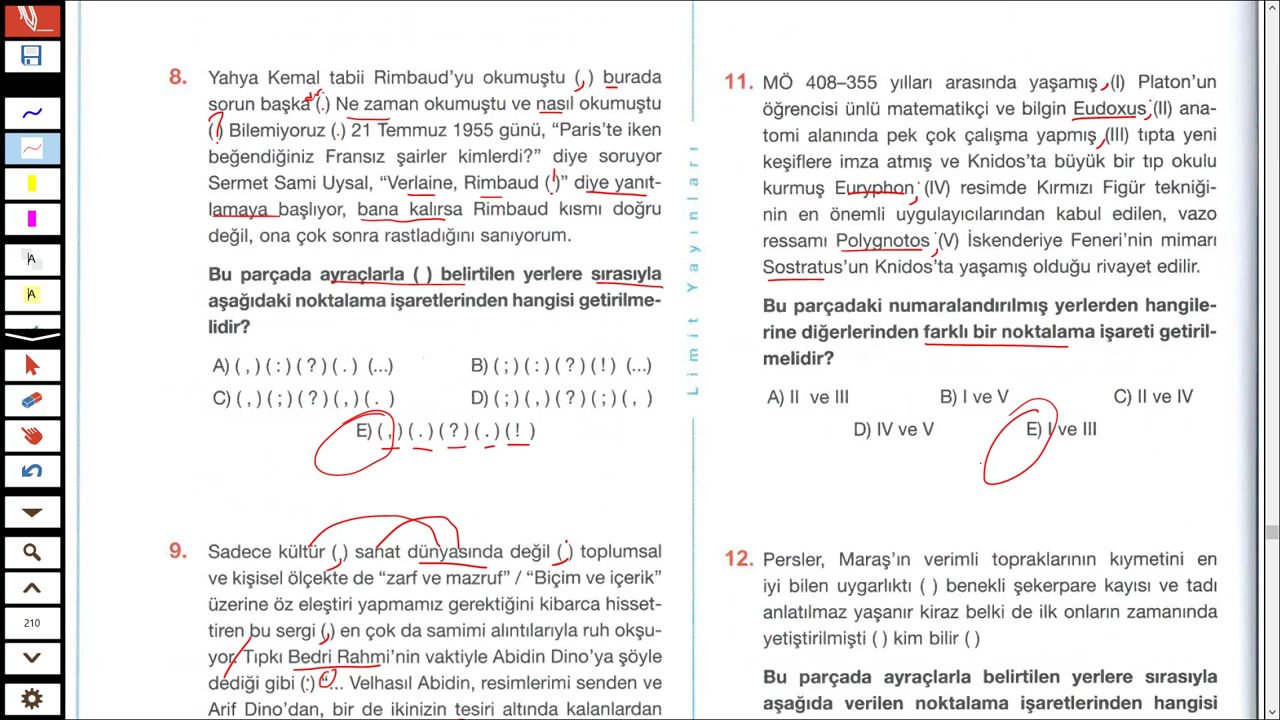 8. Yahya Kemal tabii Rimbaud'yu okumuştu (,) burada
sorun başka (.) Ne zaman okumuştu ve nasıl okumuştu
(?) Bilemiyoruz (.) 21 Temmuz 1955 günü, "Paris'te iken
beğendiğiniz Fransız şairler kimlerdi?" diye soruyor
Sermet Sami Uysal, "Verlaine, Rimbaud (!)" diye yanıt-
lamaya başlıyor, bana kalırsa Rimbaud kısmı doğru
değil, ona çok sonra rastladığını sanıyorum.
Bu parçada ayraçlarla ( ) belirtilen yerlere sırasıyla
aşağıdaki noktalama işaretlerinden hangisi getirilme-
lidir?
A) ( , ) ( : ) ( ? ) ( . ) (...)
B) ( ; ) ( : ) ( ? ) ( ! ) (...)
C) ( , ) ( ; ) ( ? ) ( , ) ( . )
D) ( ; ) ( , ) ( ? ) ( ; ) ( , )
E) ( , ) ( . ) ( ? ) ( . ) ( ! )
9. Sadece kültür (,) sanat dünyasında değil (;) toplumsal
ve kişisel ölçekte de "zarf ve mazruf" / "Biçim ve içerik"
üzerine öz eleştiri yapmamız gerektiğini kibarca hisset-
tiren bu sergi (,) en çok da samimi alıntılarıyla ruh okşu-
yor. Tıpkı Bedri Rahmi'nin vaktiyle Abidin Dino'ya şöyle
dediği gibi (:) "... Velhasıl Abidin, resimlerimi senden ve
Arif Dino'dan, bir de ikinizin tesiri altında kalanlardan
Limit Yayınları
11. MÖ 408–355 yılları arasında yaşamış, (I) Platon'un
öğrencisi ünlü matematikçi ve bilgin Eudoxus; (II) ana-
tomi alanında pek çok çalışma yapmış, (III) tıpta yeni
keşiflere imza atmış ve Knidos'ta büyük bir tıp okulu
kurmuş Euryphon; (IV) resimde Kırmızı Figür tekniği-
nin en önemli uygulayıcılarından kabul edilen, vazo
ressamı Polygnotos; (V) İskenderiye Feneri'nin mimarı
Sostratus'un Knidos'ta yaşamış olduğu rivayet edilir.
Bu parçadaki numaralandırılmış yerlerden hangile-
rine diğerlerinden farklı bir noktalama işareti getiril-
melidir?
A) II ve III
B) I ve V
C) II ve IV
D) IV ve V
E) I ve III
12. Persler, Maraş'ın verimli topraklarının kıymetini en
iyi bilen uygarlıktı ( ) benekli şekerpare kayısı ve tadı
anlatılmaz yaşanır kiraz belki de ilk onların zamanında
yetiştirilmişti ( ) kim bilir ( )
Bu parçada ayraçlarla belirtilen yerlere sırasıyla
aşağıda verilen noktalama işaretlerinden hangisi
A
A
210